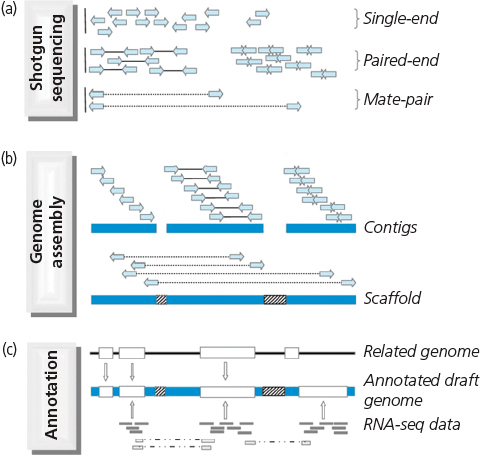 (a)
Shotgun
sequencing
Single-end
Paired-end
Mate-pair
(b)
Genome
assembly
Contigs
Scaffold
(c)
Annotation
Related genome
Annotated draft
genome
RNA-seq data